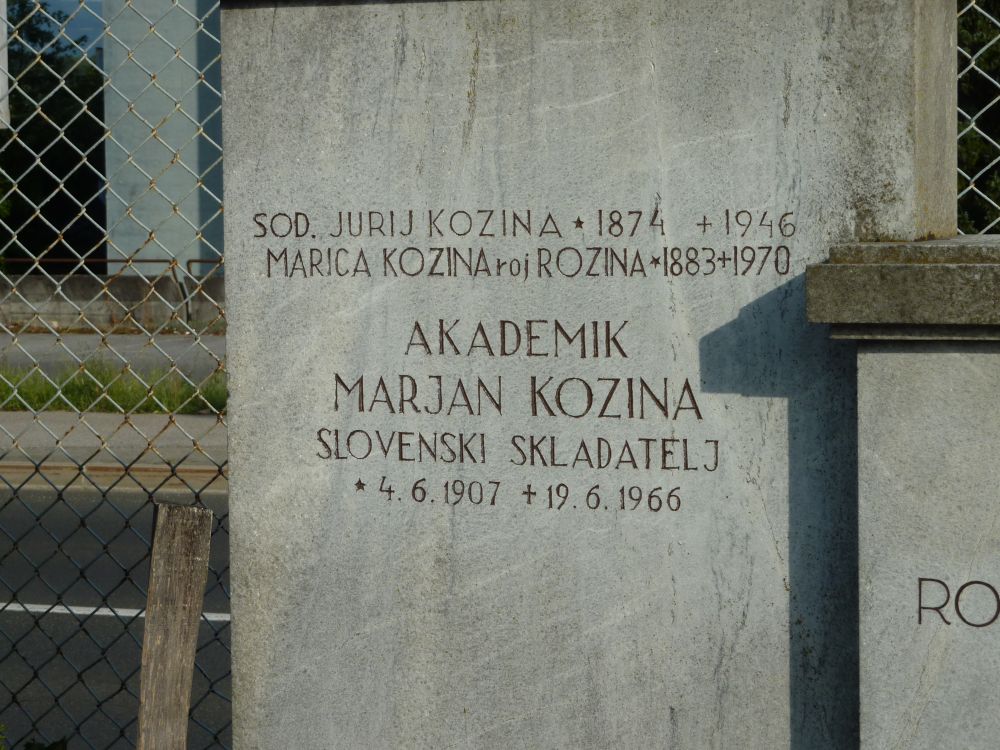 SOD. JURIJ KOZINA * 1874 + 1946
MARICA KOZINA roj ROZINA * 1883 + 1970
AKADEMIK
MARJAN KOZINA
SLOVENSKI SKLADATELJ
* 4. 6. 1907 + 19. 6. 1966